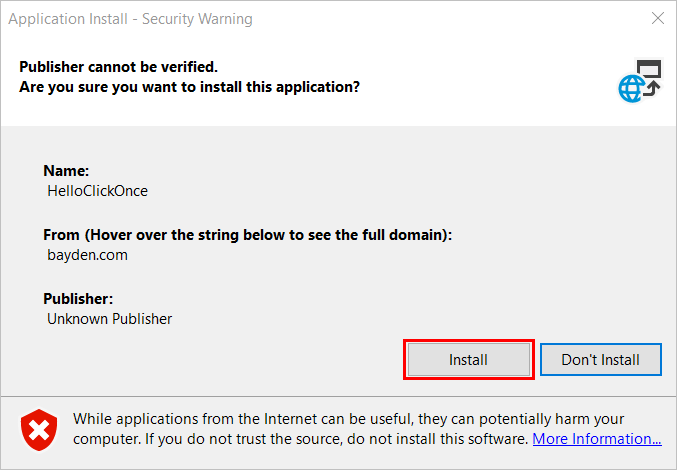 Application Install - Security Warning
Publisher cannot be verified.
Are you sure you want to install this application?
Name:
HelloClickOnce
From (Hover over the string below to see the full domain):
bayden.com
Publisher:
Unknown Publisher
Install
Don't Install
While applications from the Internet can be useful, they can potentially harm your
computer. If you do not trust the source, do not install this software. More Information...